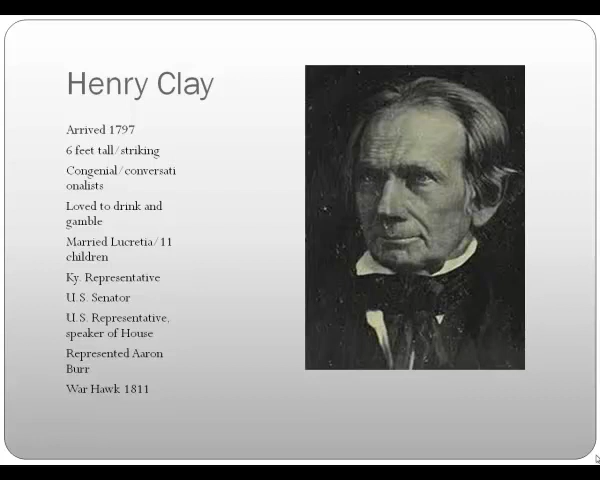 Henry Clay
Arrived 1797
6 feet tall/striking
Congenial/conversati
onalists
Loved to drink and
gamble
Married Lucretia/11
children
Ky. Representative
U.S. Senator
U.S. Representative,
speaker of House
Represented Aaron
Burr
War Hawk 1811